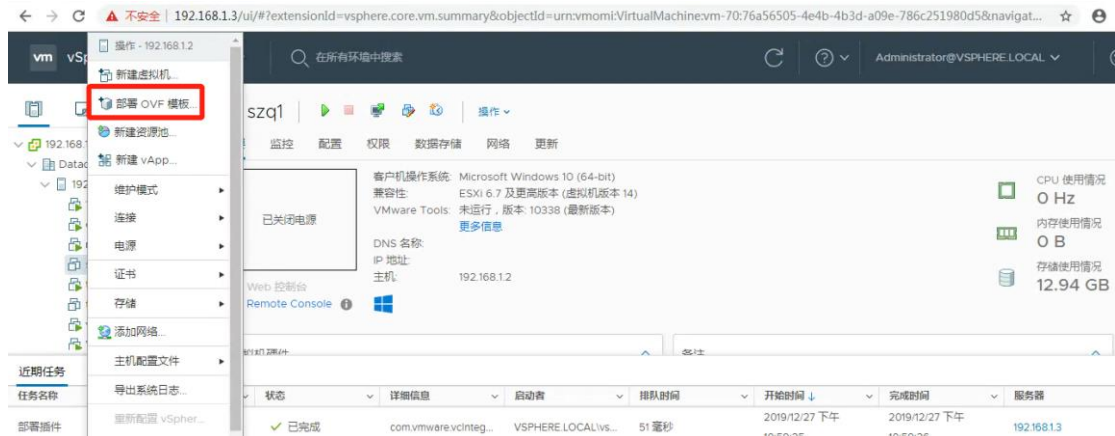 不安全 | 192.168.1.3/ui/#?extensionId=vsphere.core.vm.summary&objectId=urn:vmomi:VirtualMachine:vm-70:76a56505-4e4b-4b3d-a09e-786c251980d5&navigat...
vm vSp
在所有环境中搜索
Administrator@VSPHERE.LOCAL
操作 - 192.168.1.2
新建虚拟机...
部署 OVF 模板...
新建资源池...
新建 vApp...
维护模式
连接
电源
证书
存储
添加网络...
主机配置文件
导出系统日志...
重新配置 vSpher...
192.168.
Datac
192
szq1
操作
监控 配置 权限 数据存储 网络 更新
已关闭电源
Web 控制台
Remote Console
客户机操作系统: Microsoft Windows 10 (64-bit)
兼容性: ESXi 6.7 及更高版本 (虚拟机版本 14)
VMware Tools: 未运行，版本: 10338 (最新版本)
更多信息
DNS 名称:
IP 地址:
主机: 192.168.1.2
CPU 使用情况
0 Hz
内存使用情况
0 B
存储使用情况
12.94 GB
备注
近期任务
任务名称 状态 详细信息 启动者 排队时间 开始时间 ↓ 完成时间 服务器
部署插件 已完成 com.vmware.vcInteg... VSPHERE.LOCAL\vs... 51 毫秒 2019/12/27 下午 2019/12/27 下午 192.168.1.3